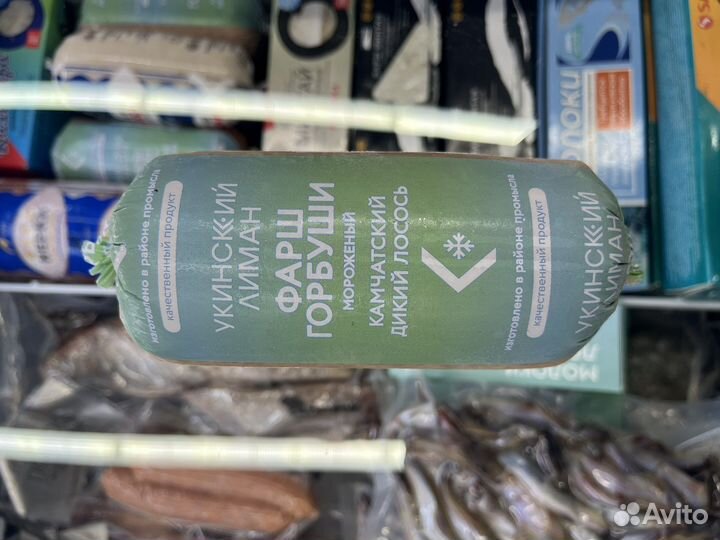 изготовлено в районе промысла
качественный продукт
УКИНСКИЙ
ЛИМАН
ФАРШ
ГОРБУШИ
МОРОЖЕНЫЙ
КАМЧАТСКИЙ
ДИКИЙ ЛОСОСЬ
изготовлено в районе промысла
качественный продукт
УКИНСКИЙ
ЛИМАН
Avito